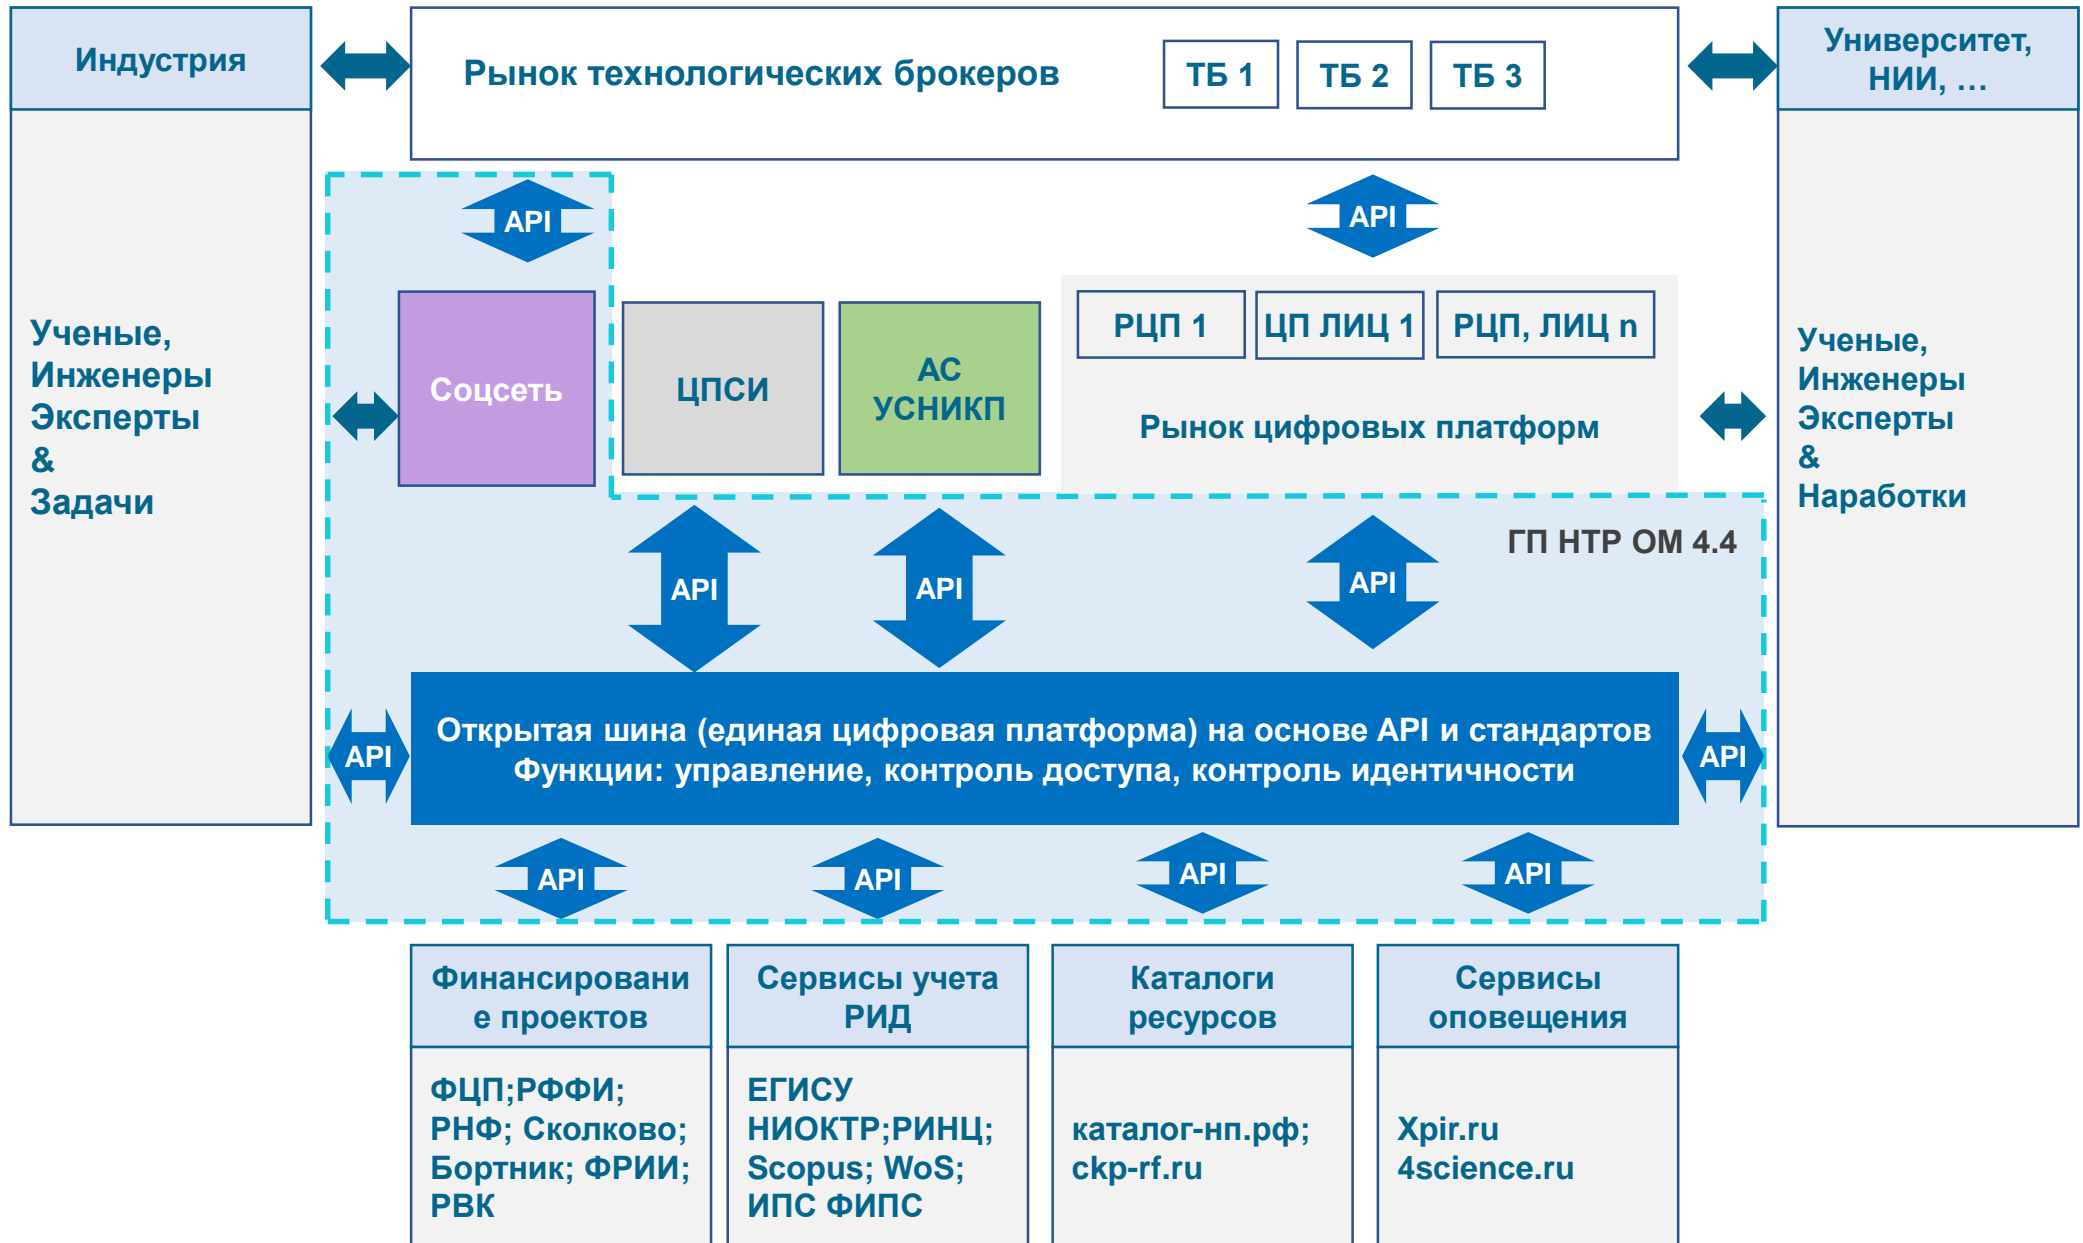 Индустрия
Рынок технологических брокеров
ТБ 1
ТБ 2
ТБ 3
Университет,
НИИ, ...
Ученые,
Инженеры
Эксперты
&
Задачи
API
API
Соцсеть
ЦПСИ
АС
УСНИКП
РЦП 1
ЦП ЛИЦ 1
РЦП, ЛИЦ n
Рынок цифровых платформ
Ученые,
Инженеры
Эксперты
&
Наработки
ГП НТР ОМ 4.4
API
API
API
API
Открытая шина (единая цифровая платформа) на основе API и стандартов
Функции: управление, контроль доступа, контроль идентичности
API
API
API
API
API
Финансировани
е проектов
ФЦП;РФФИ;
РНФ; Сколково;
Бортник; ФРИИ;
РВК
Сервисы учета
РИД
ЕГИСУ
НИОКТР;РИНЦ;
Scopus; WoS;
ИПС ФИПС
Каталоги
ресурсов
каталог-нп.рф;
ckp-rf.ru
Сервисы
оповещения
Xpir.ru
4science.ru